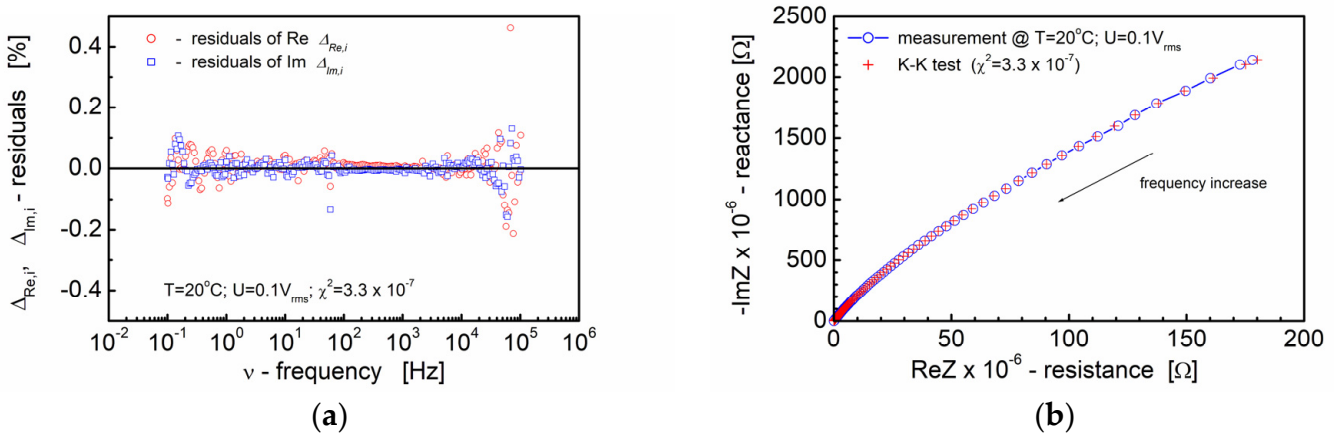 - residuals of Re Δ_Re,i
- residuals of Im Δ_Im,i
Δ_Re,i, Δ_Im,i - residuals [%]
0.4
0.2
0.0
-0.2
-0.4
T=20°C; U=0.1V_rms; χ²=3.3 x 10⁻⁷
10⁻² 10⁻¹ 10⁰ 10¹ 10² 10³ 10⁴ 10⁵ 10⁶
ν - frequency [Hz]
(a)
-ImZ x 10⁻⁶ - reactance [Ω]
2500
2000
1500
1000
500
0
measurement @ T=20°C; U=0.1V_rms
K-K test (χ²=3.3 x 10⁻⁷)
frequency increase
0 50 100 150 200
ReZ x 10⁻⁶ - resistance [Ω]
(b)